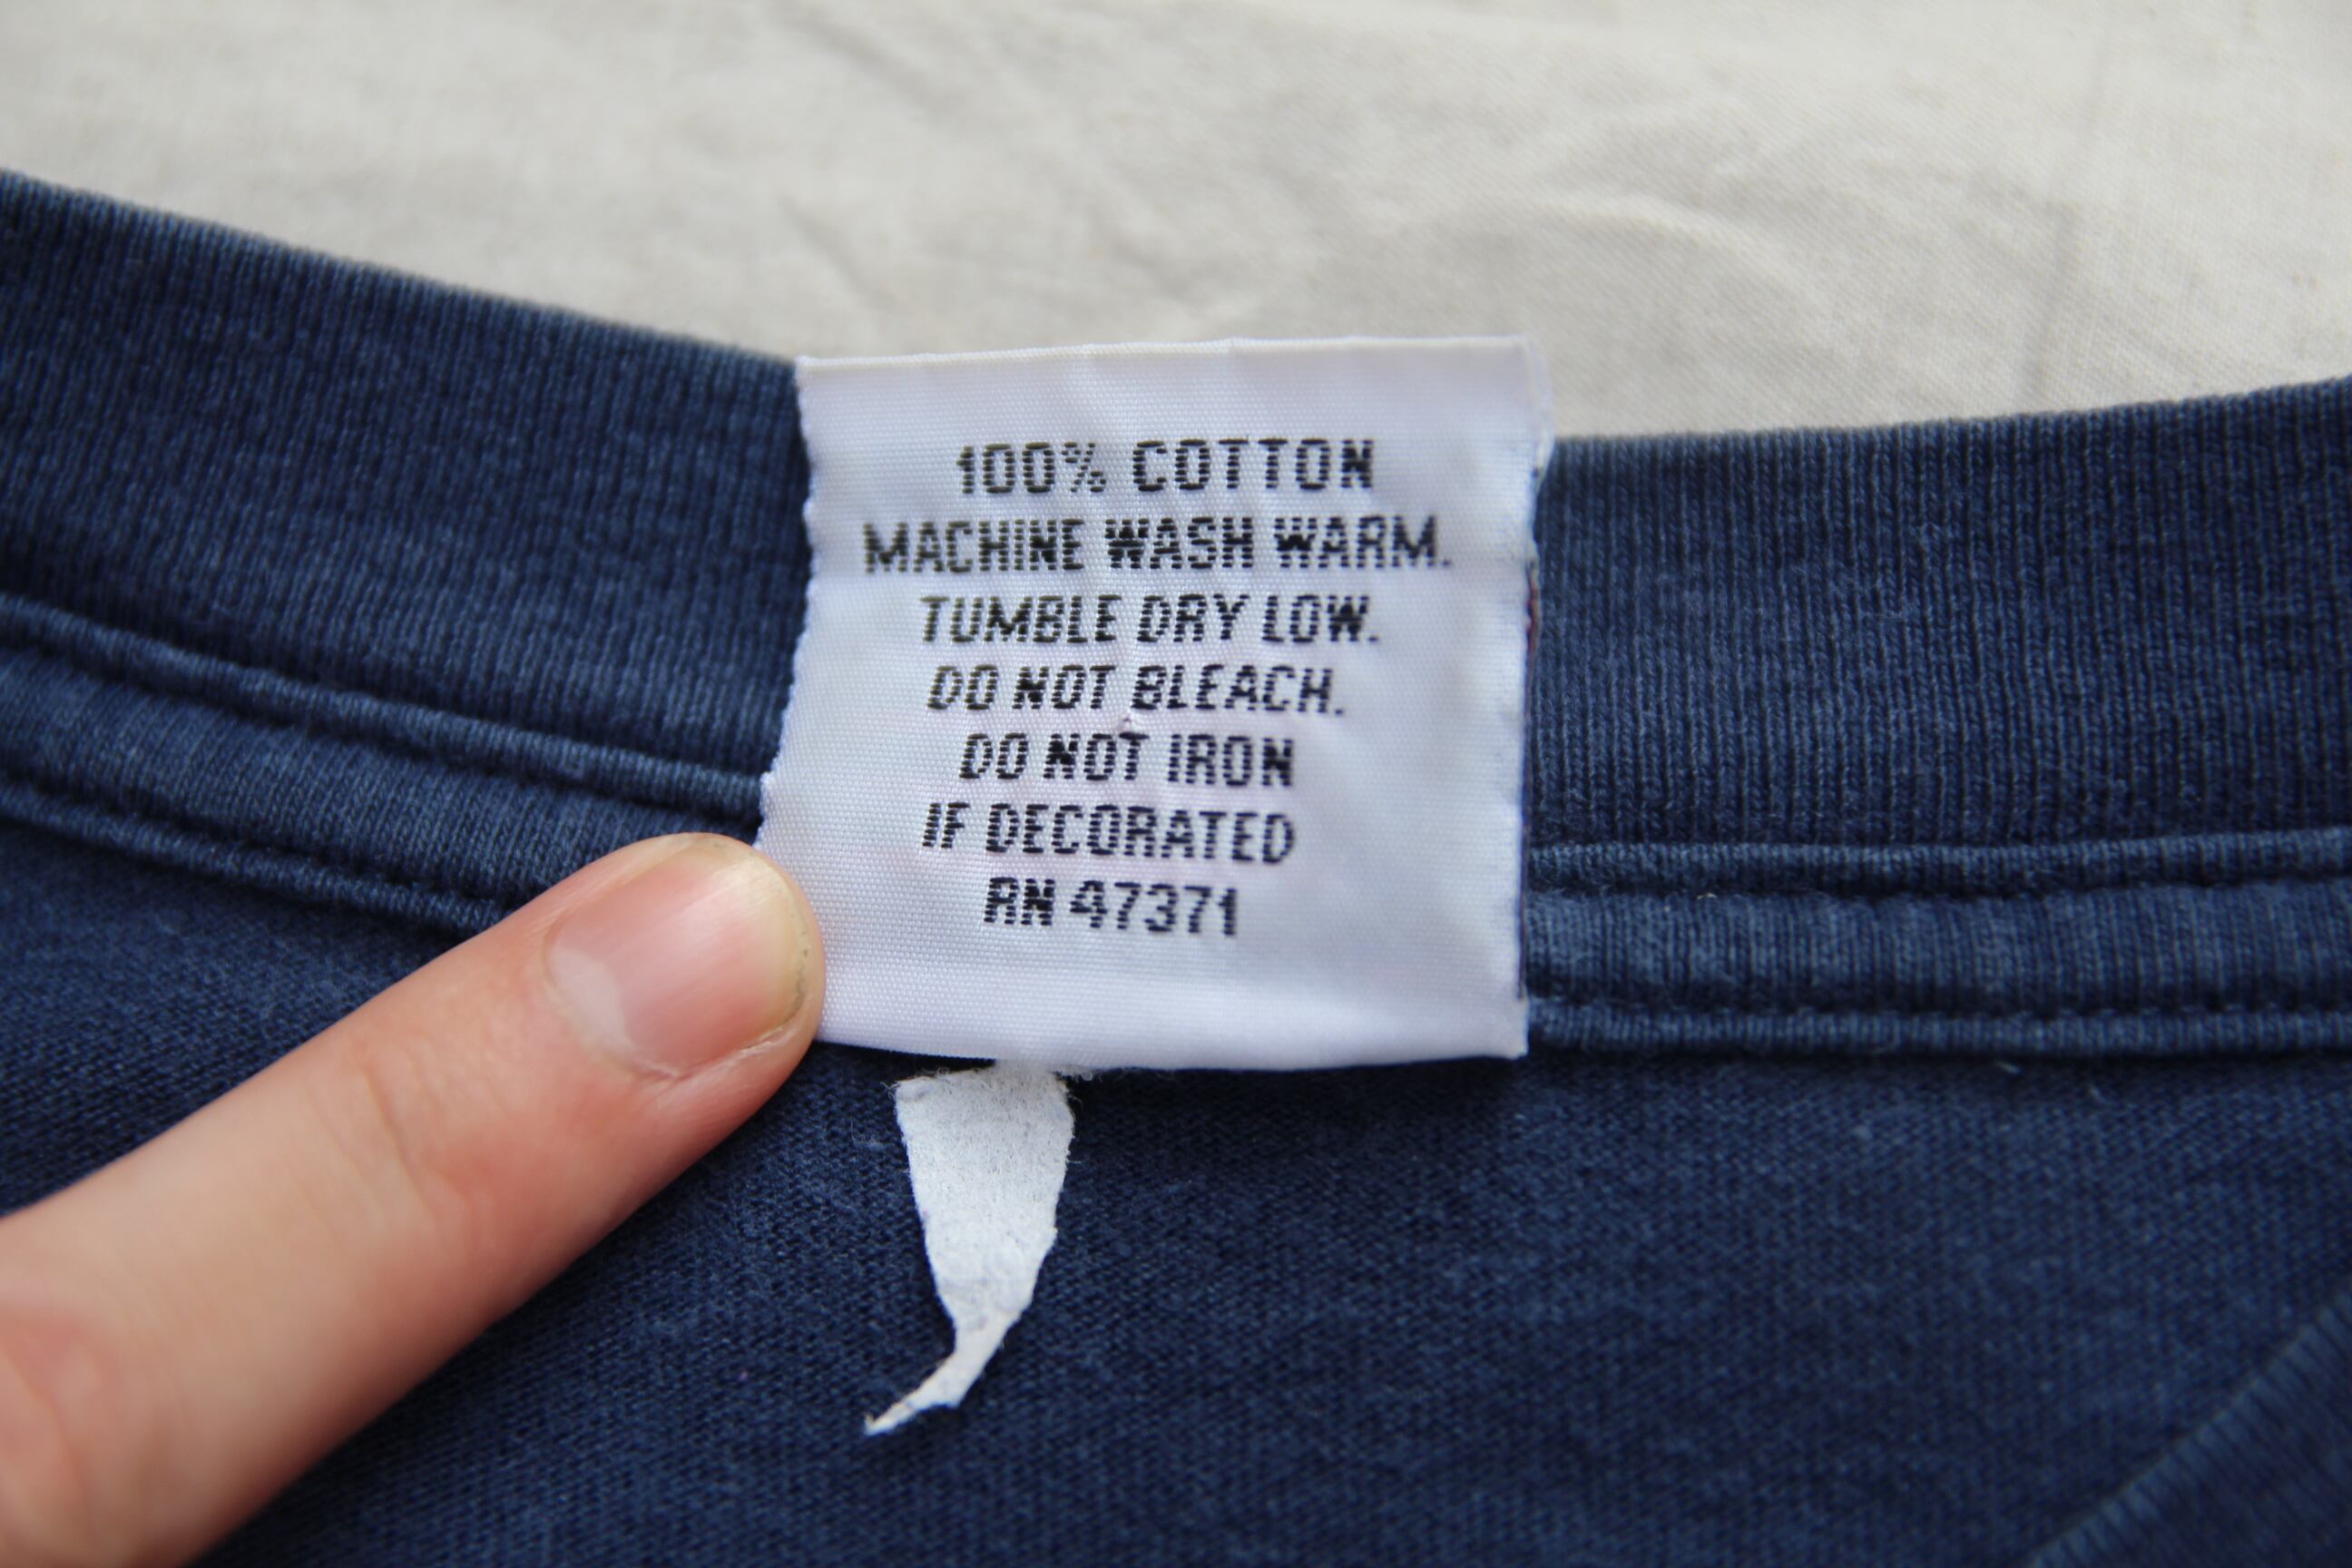 100% COTTON
MACHINE WASH WARM.
TUMBLE DRY LOW.
DO NOT BLEACH.
DO NOT IRON
IF DECORATED
RN 47371